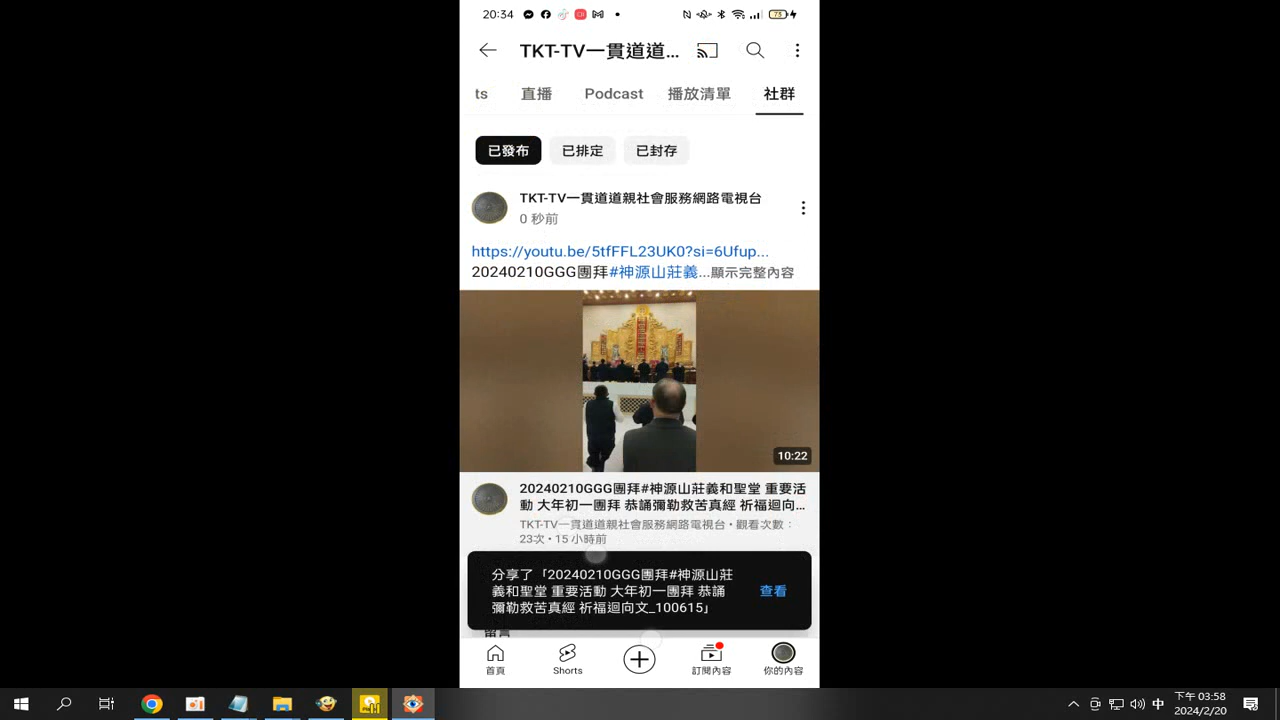 20:34
73
TKT-TV一貫道道...
ts 直播 Podcast 播放清單 社群
已發布 已排定 已封存
TKT-TV一貫道道親社會服務網路電視台
0 秒前
https://youtu.be/5tfFFL23UK0?si=6Ufup...
20240210GGG團拜#神源山莊義...顯示完整內容
10:22
20240210GGG團拜#神源山莊義和聖堂 重要活
動 大年初一團拜 恭誦彌勒救苦真經 祈福迴向...
TKT-TV一貫道道親社會服務網路電視台 • 觀看次數：
23次 • 15 小時前
分享了「20240210GGG團拜#神源山莊
義和聖堂 重要活動 大年初一團拜 恭誦
彌勒救苦真經 祈福迴向文_100615」
查看
留言
首頁 Shorts 訂閱內容 你的內容
中
下午 03:58
2024/2/20